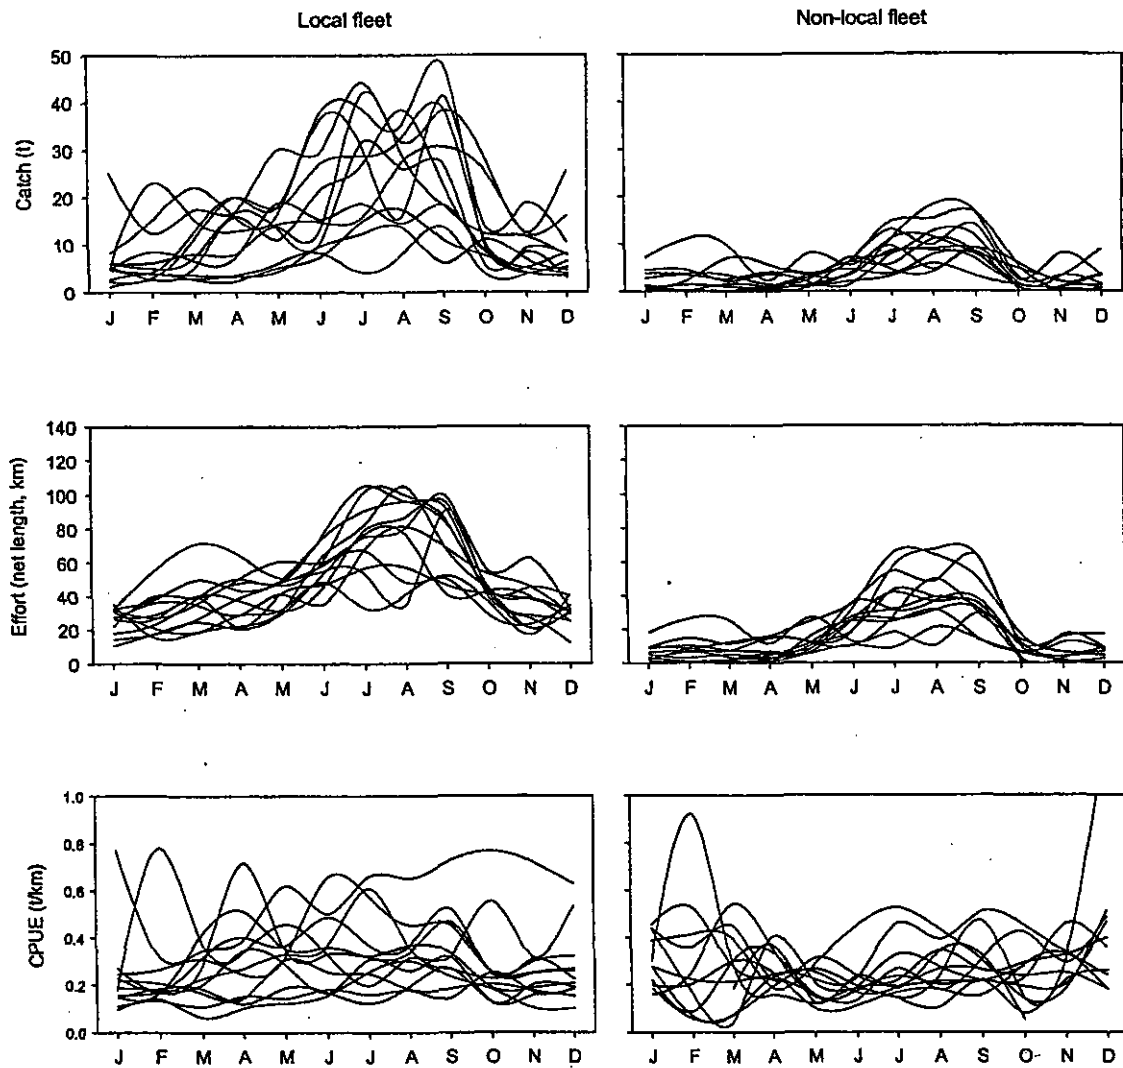 Local fleet
Non-local fleet
Catch (t)
50
40
30
20
10
0
J F M A M J J A S O N D
J F M A M J J A S O N D
Effort (net length, km)
140
120
100
80
60
40
20
0
J F M A M J J A S O N D
J F M A M J J A S O N D
CPUE (t/km)
1.0
0.8
0.6
0.4
0.2
0.0
J F M A M J J A S O N D
J F M A M J J A S O N D